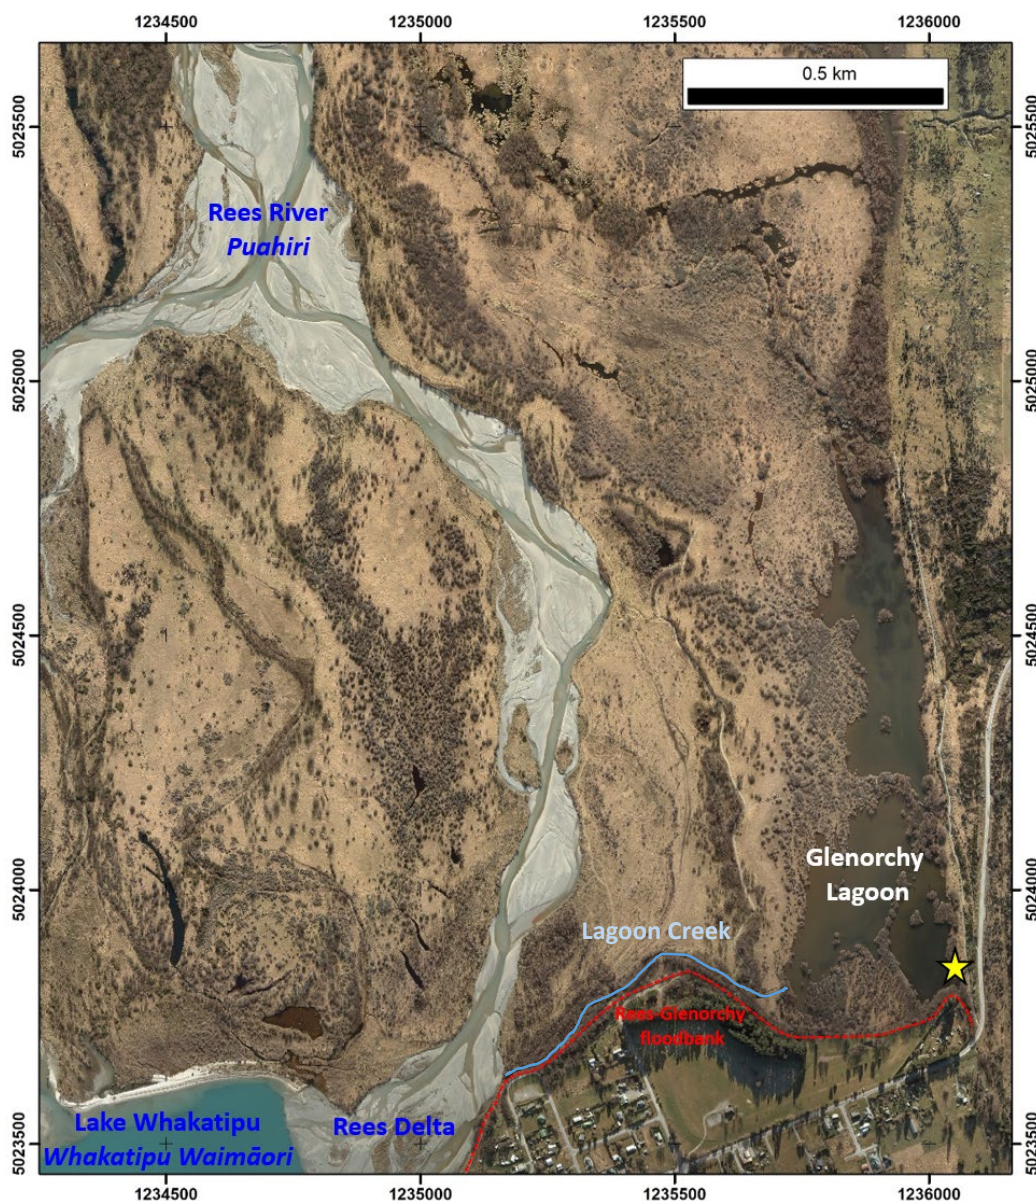 1234500 1235000 1235500 1236000
0.5 km
5025500 5025500
Rees River
Puahiri
5025000 5025000
5024500 5024500
Glenorchy
Lagoon
5024000 5024000
Lagoon Creek
Rees-Glenorchy
floodbank
Lake Whakatipu
Whakatipu Waimāori
Rees Delta
5023500 5023500
1234500 1235000 1235500 1236000